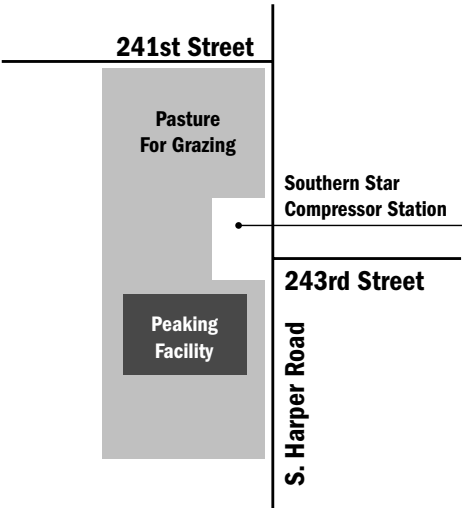 241st Street
Pasture
For Grazing
Southern Star
Compressor Station
243rd Street
Peaking
Facility
S. Harper Road